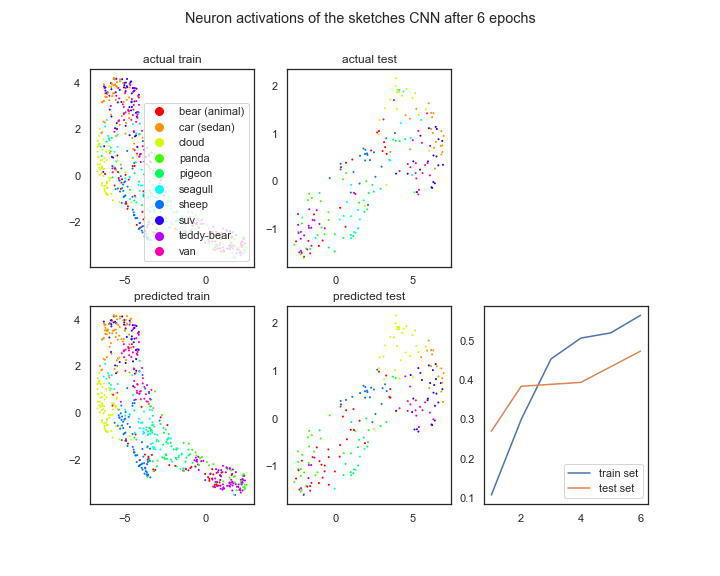 Neuron activations of the sketches CNN after 6 epochs
actual train
actual test
4
2
0
−2
−5
0
bear (animal)
car (sedan)
cloud
panda
pigeon
seagull
sheep
suv
teddy-bear
van
2
1
0
−1
0
5
predicted train
predicted test
4
2
0
−2
−5
0
2
1
0
−1
0
5
0.5
0.4
0.3
0.2
0.1
train set
test set
2
4
6